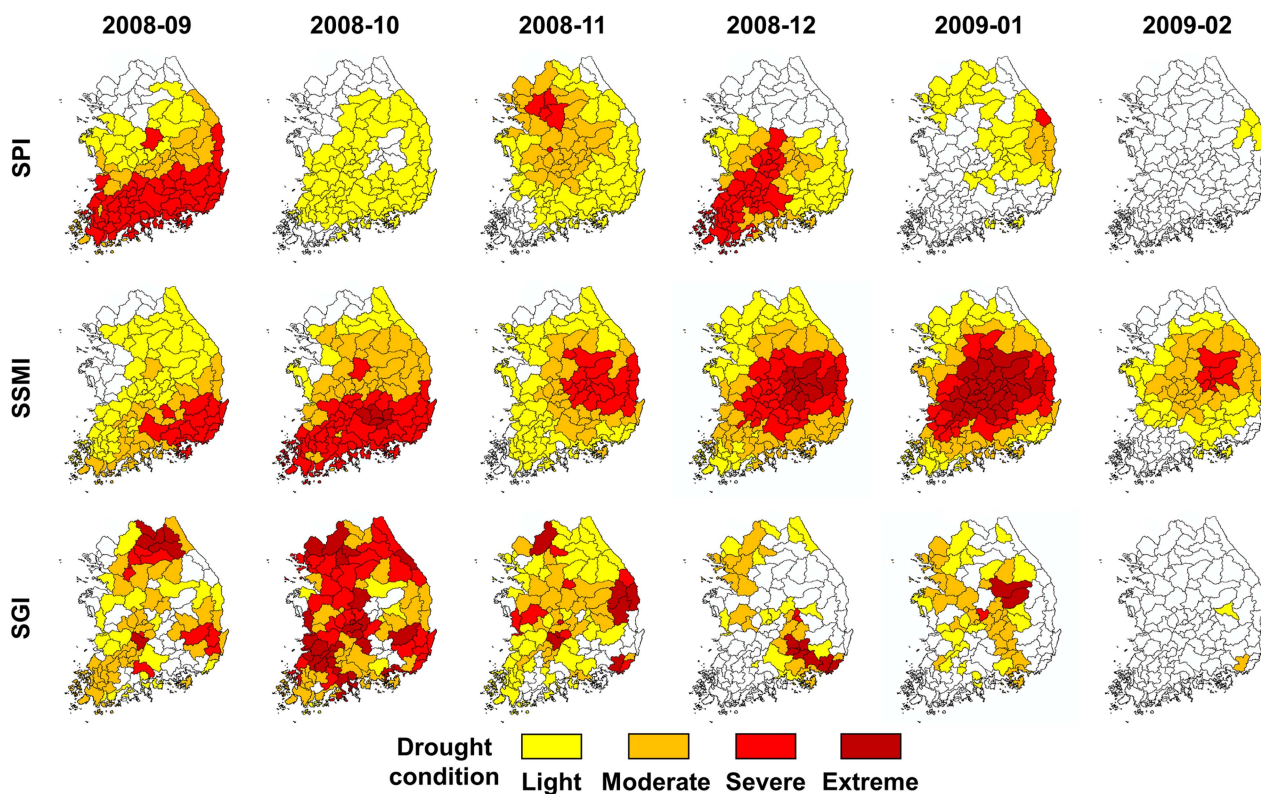 2008-09 2008-10 2008-11 2008-12 2009-01 2009-02
SPI
SSMI
SGI
Drought condition
Light Moderate Severe Extreme